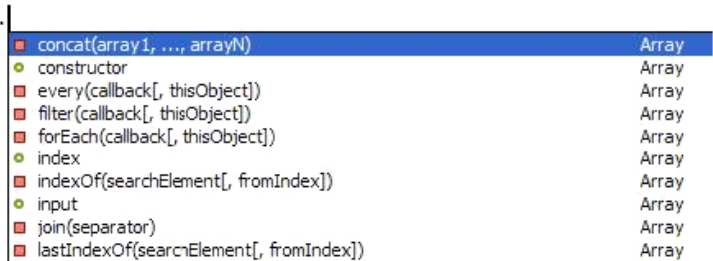 .
concat(array1, ..., arrayN) Array
constructor Array
every(callback[, thisObject]) Array
filter(callback[, thisObject]) Array
forEach(callback[, thisObject]) Array
index Array
indexOf(searchElement[, fromIndex]) Array
input Array
join(separator) Array
lastIndexOf(searchElement[, fromIndex]) Array